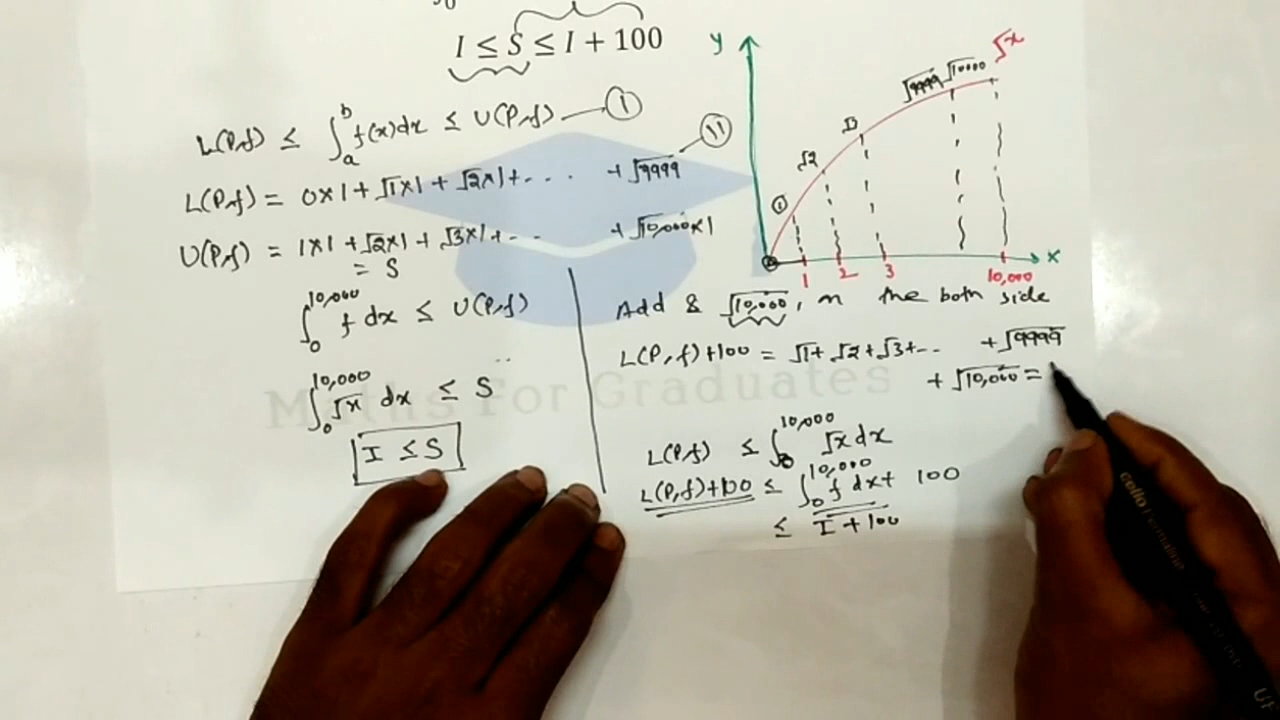 I ≤ S ≤ I + 100
L(P,f) ≤ ∫_a^b f(x)dx ≤ U(P,f) — (i)
L(P,f) = 0×1 + √1×1 + √2×1 + ... + √9999 — (ii)
U(P,f) = 1×1 + √2×1 + √3×1 + ... + √10,000×1
= S
∫_0^10,000 f dx ≤ U(P,f)
∫_0^10,000 √x dx ≤ S
I ≤ S
y
√x
√10000
√9999
√3
√2
1
x
1 2 3 10,000
Add & √10,000, in the both side
L(P,f)+100 = √1+ √2+ √3+ ... + √9999
+ √10,000 =
Maths For Graduates
L(P,f) ≤ ∫_0^10,000 √x dx
L(P,f)+100 ≤ ∫_0^10,000 f dx + 100
≤ I + 100
cello